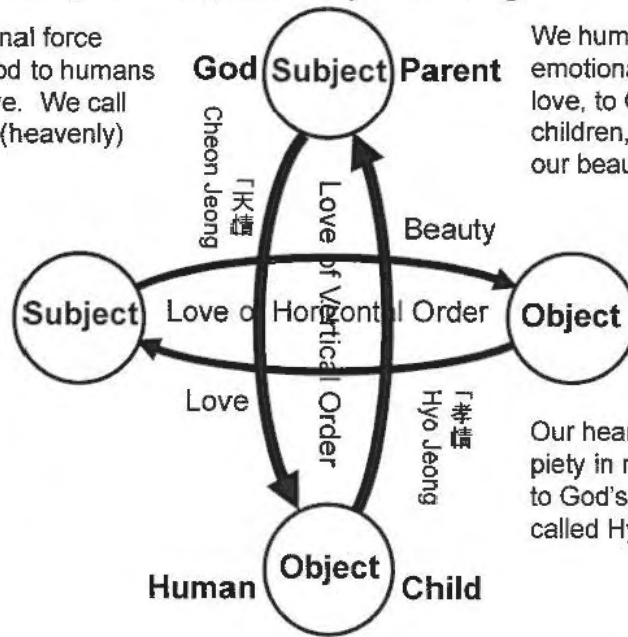 nal force
od to humans
ve. We call
(heavenly)
God Subject Parent
We hum
emotiona
love, to
children,
our beau
Cheon Jeong
「天情
Love of Vertical Order
Beauty
Subject
Love of Horizontal Order
Object
Love
「孝情
Hyo Jeong
Our hear
piety in r
to God's
called Hy
Human Object Child